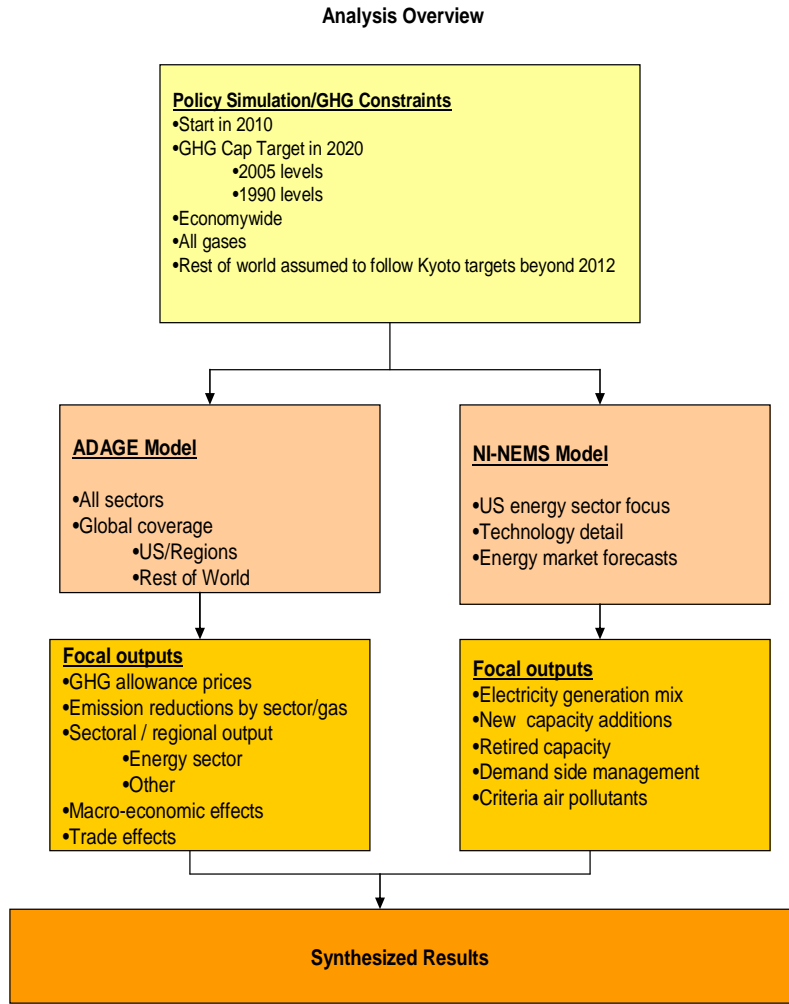 Analysis Overview
Policy Simulation/GHG Constraints
•Start in 2010
•GHG Cap Target in 2020
•2005 levels
•1990 levels
•Economywide
•All gases
•Rest of world assumed to follow Kyoto targets beyond 2012
ADAGE Model
•All sectors
•Global coverage
•US/Regions
•Rest of World
NI-NEMS Model
•US energy sector focus
•Technology detail
•Energy market forecasts
Focal outputs
•GHG allowance prices
•Emission reductions by sector/gas
•Sectoral / regional output
•Energy sector
•Other
•Macro-economic effects
•Trade effects
Focal outputs
•Electricity generation mix
•New capacity additions
•Retired capacity
•Demand side management
•Criteria air pollutants
Synthesized Results